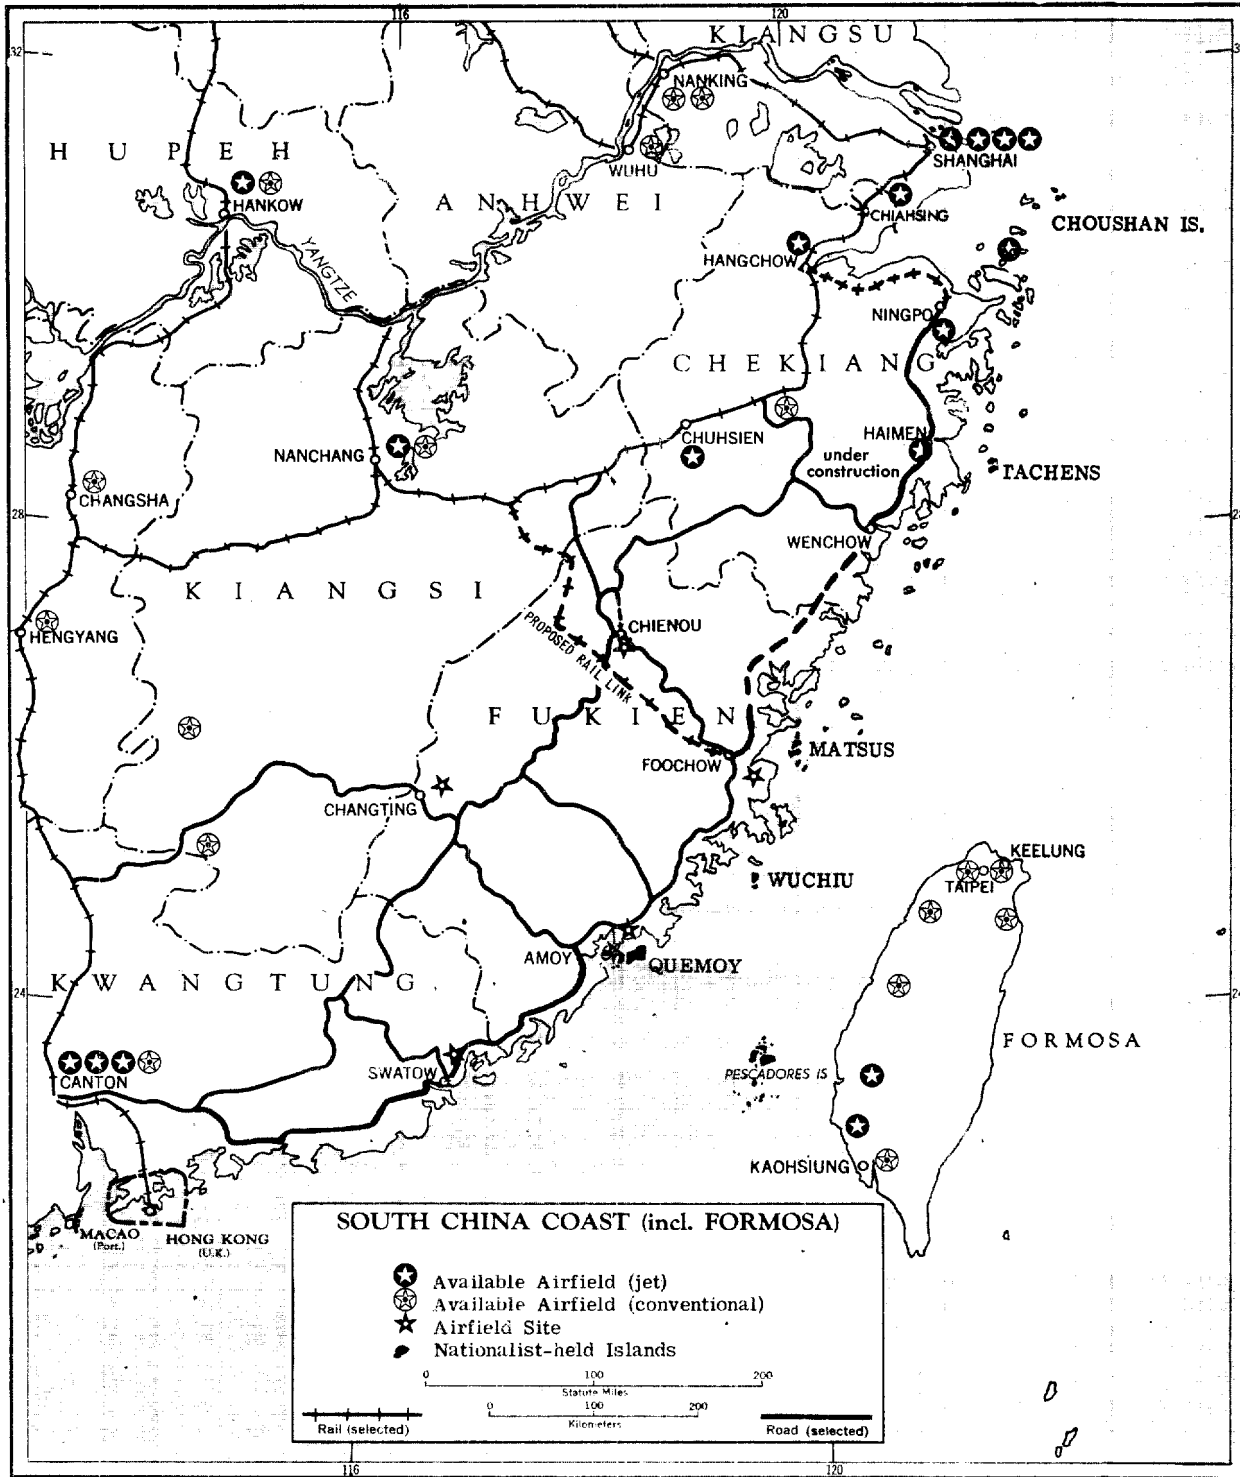 116
120
32
KIANGSU
NANKING
HUPEH
WUHU
SHANGHAI
HANKOW
ANHWEI
CHIAHSING
CHOUSHAN IS.
YANGTZE
HANGCHOW
NINGPO
CHEKIANG
CHUHSIEN
HAIMEN
NANCHANG
under
construction
TACHENS
CHANGSHA
28
28
WENCHOW
KIANGSI
HENGYANG
CHIENOU
PROPOSED RAIL LINK
FUKIEN
MATSUS
FOOCHOW
CHANGTING
KEELUNG
TAIPEI
WUCHIU
AMOY
QUEMOY
KWANGTUNG
24
24
FORMOSA
CANTON
SWATOW
PESCADORES IS
KAOHSIUNG
MACAO
(Port.)
HONG KONG
(U.K.)
SOUTH CHINA COAST (incl. FORMOSA)
Available Airfield (jet)
Available Airfield (conventional)
Airfield Site
Nationalist-held Islands
0 100 200
Statute Miles
0 100 200
Kilometers
Rail (selected)
Road (selected)
116
120